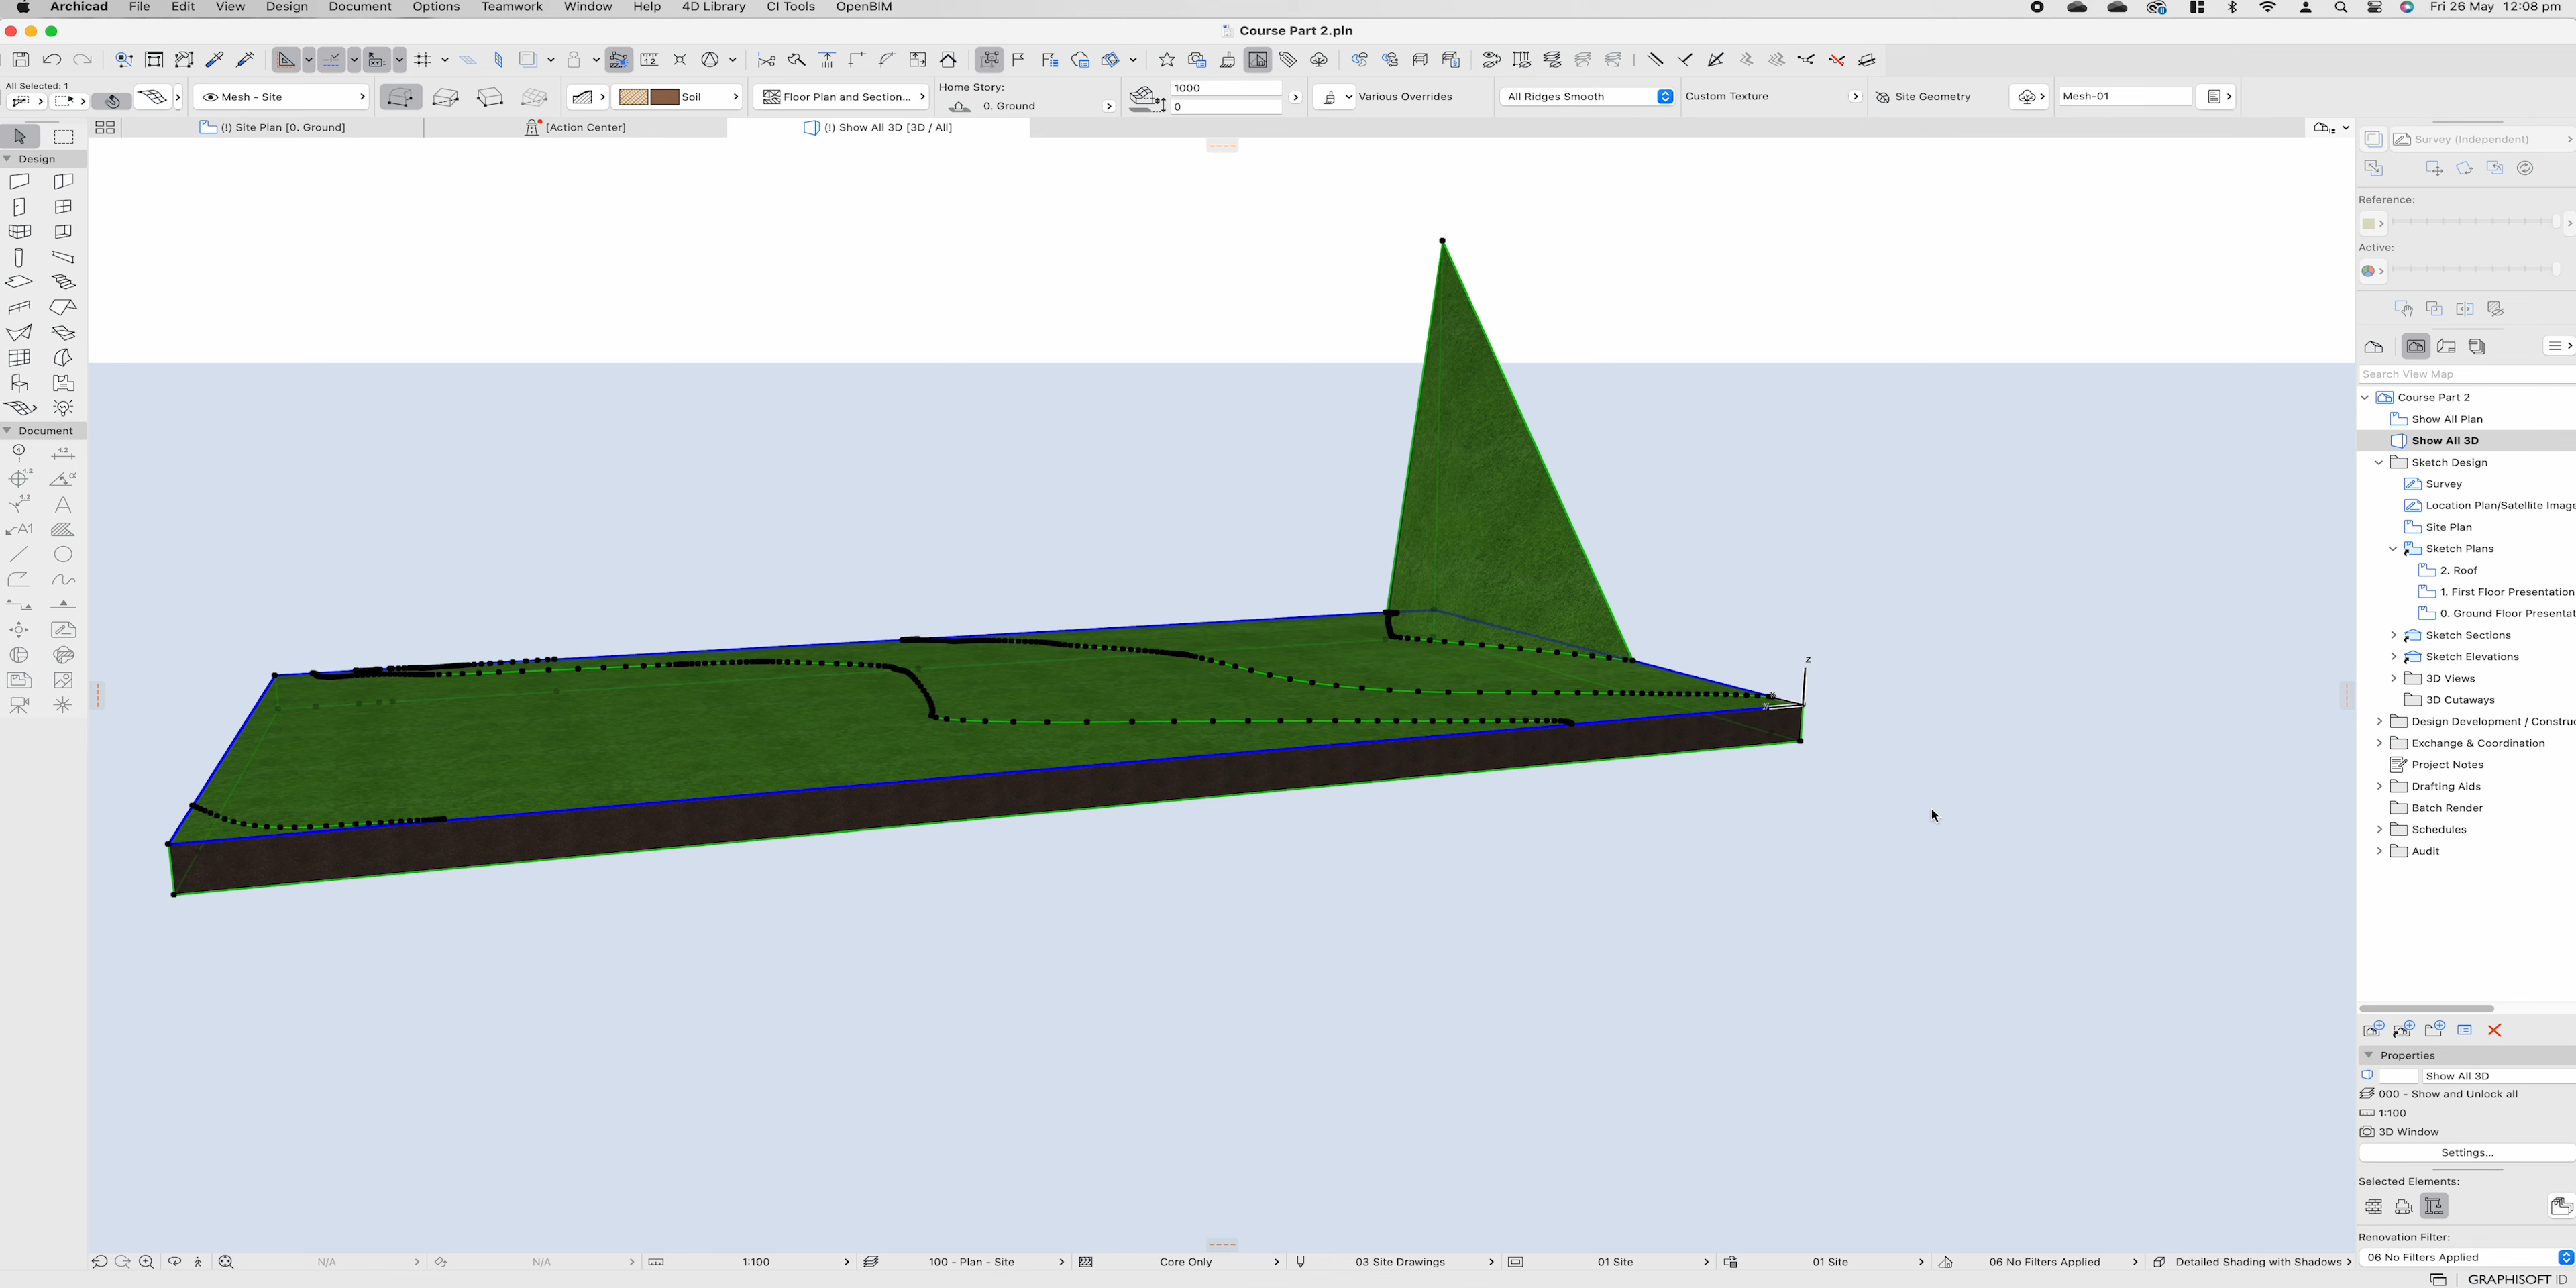 Archicad File Edit View Design Document Options Teamwork Window Help 4D Library CI Tools OpenBIM Fri 26 May 12:08 pm
Course Part 2.pln
All Selected: 1
Mesh - Site
Soil
Floor Plan and Section...
Home Story:
0. Ground
1000
0
Various Overrides
All Ridges Smooth
Custom Texture
Site Geometry
Mesh-01
(!) Site Plan [0. Ground]
[Action Center]
(!) Show All 3D [3D / All]
Design
Document
A1
z
Survey (Independent)
Reference:
Active:
Search View Map
Course Part 2
Show All Plan
Show All 3D
Sketch Design
Survey
Location Plan/Satellite Image
Site Plan
Sketch Plans
2. Roof
1. First Floor Presentation
0. Ground Floor Presentat
Sketch Sections
Sketch Elevations
3D Views
3D Cutaways
Design Development / Constru
Exchange & Coordination
Project Notes
Drafting Aids
Batch Render
Schedules
Audit
Properties
Show All 3D
000 - Show and Unlock all
1:100
3D Window
Settings...
Selected Elements:
Renovation Filter:
06 No Filters Applied
N/A N/A 1:100 100 - Plan - Site Core Only 03 Site Drawings 01 Site 01 Site 06 No Filters Applied Detailed Shading with Shadows
GRAPHISOFT ID